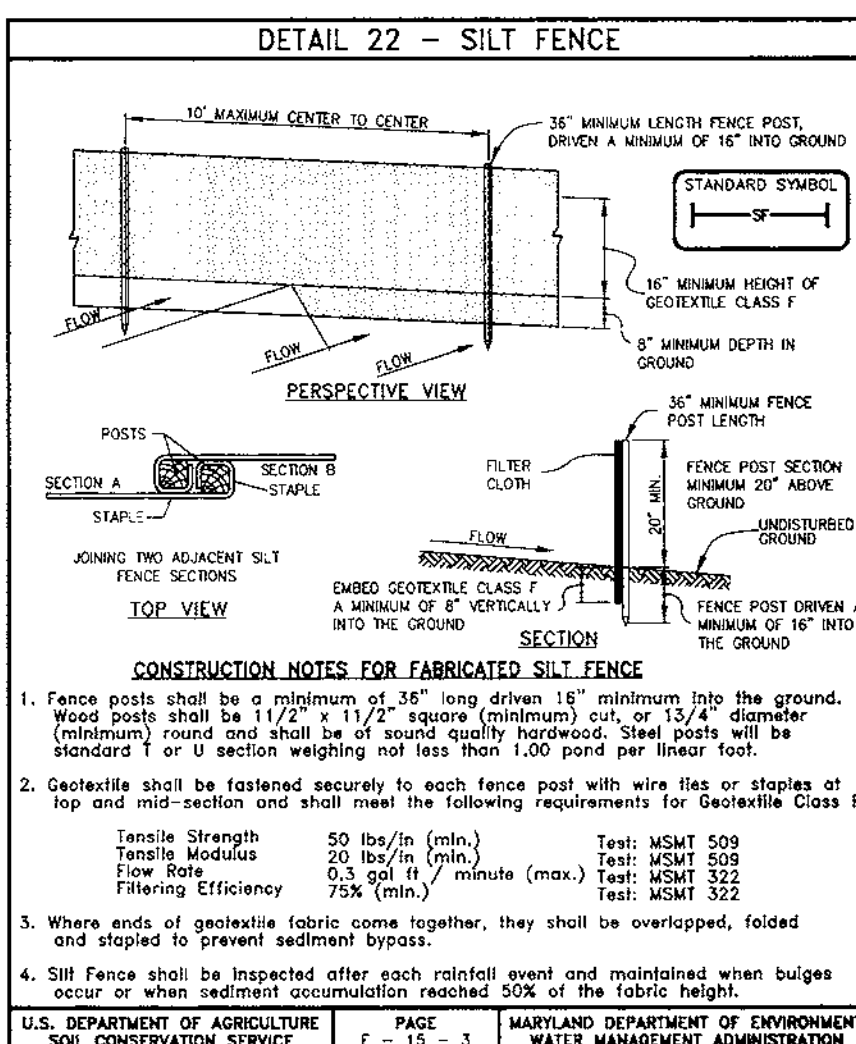 DETAIL 22 - SILT FENCE
10' MAXIMUM CENTER TO CENTER
36" MINIMUM LENGTH FENCE POST,
DRIVEN A MINIMUM OF 16" INTO GROUND
STANDARD SYMBOL
SF
16" MINIMUM HEIGHT OF
GEOTEXTILE CLASS F
8" MINIMUM DEPTH IN
GROUND
FLOW
FLOW
FLOW
PERSPECTIVE VIEW
POSTS
SECTION A
SECTION B
STAPLE
STAPLE
JOINING TWO ADJACENT SILT
FENCE SECTIONS
TOP VIEW
36" MINIMUM FENCE
POST LENGTH
FILTER
CLOTH
20" MIN.
FENCE POST SECTION
MINIMUM 20" ABOVE
GROUND
UNDISTURBED
GROUND
FLOW
EMBED GEOTEXTILE CLASS F
A MINIMUM OF 8" VERTICALLY
INTO THE GROUND
FENCE POST DRIVEN A
MINIMUM OF 16" INTO
THE GROUND
SECTION
CONSTRUCTION NOTES FOR FABRICATED SILT FENCE
1. Fence posts shall be a minimum of 36" long driven 16" minimum into the ground.
Wood posts shall be 11/2" x 11/2" square (minimum) cut, or 13/4" diameter
(minimum) round and shall be of sound quality hardwood. Steel posts will be
standard T or U section weighing not less than 1.00 pond per linear foot.
2. Geotextile shall be fastened securely to each fence post with wire ties or staples at
top and mid-section and shall meet the following requirements for Geotextile Class
Tensile Strength 50 lbs/in (min.) Test: MSMT 509
Tensile Modulus 20 lbs/in (min.) Test: MSMT 509
Flow Rate 0.3 gal ft / minute (max.) Test: MSMT 322
Filtering Efficiency 75% (min.) Test: MSMT 322
3. Where ends of geotextile fabric come together, they shall be overlapped, folded
and stapled to prevent sediment bypass.
4. Silt Fence shall be inspected after each rainfall event and maintained when bulges
occur or when sediment accumulation reached 50% of the fabric height.
U.S. DEPARTMENT OF AGRICULTURE
SOIL CONSERVATION SERVICE
PAGE
E - 15 - 3
MARYLAND DEPARTMENT OF ENVIRONMENT
WATER MANAGEMENT ADMINISTRATION